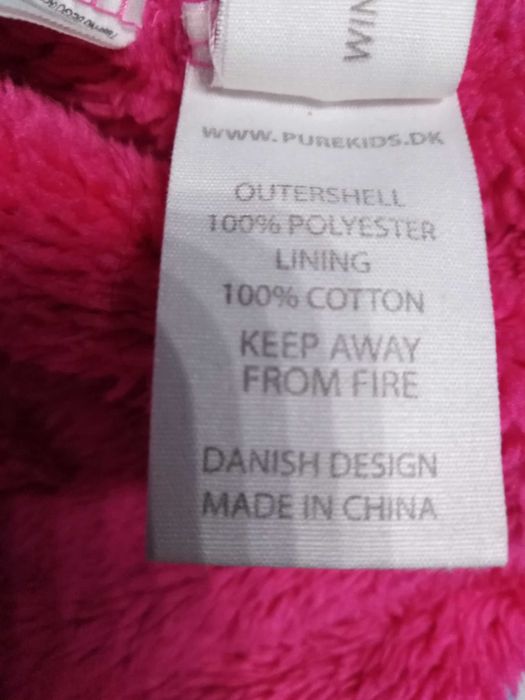 WWW.PUREKIDS.DK
OUTERSHELL
100% POLYESTER
LINING
100% COTTON
KEEP AWAY
FROM FIRE
DANISH DESIGN
MADE IN CHINA